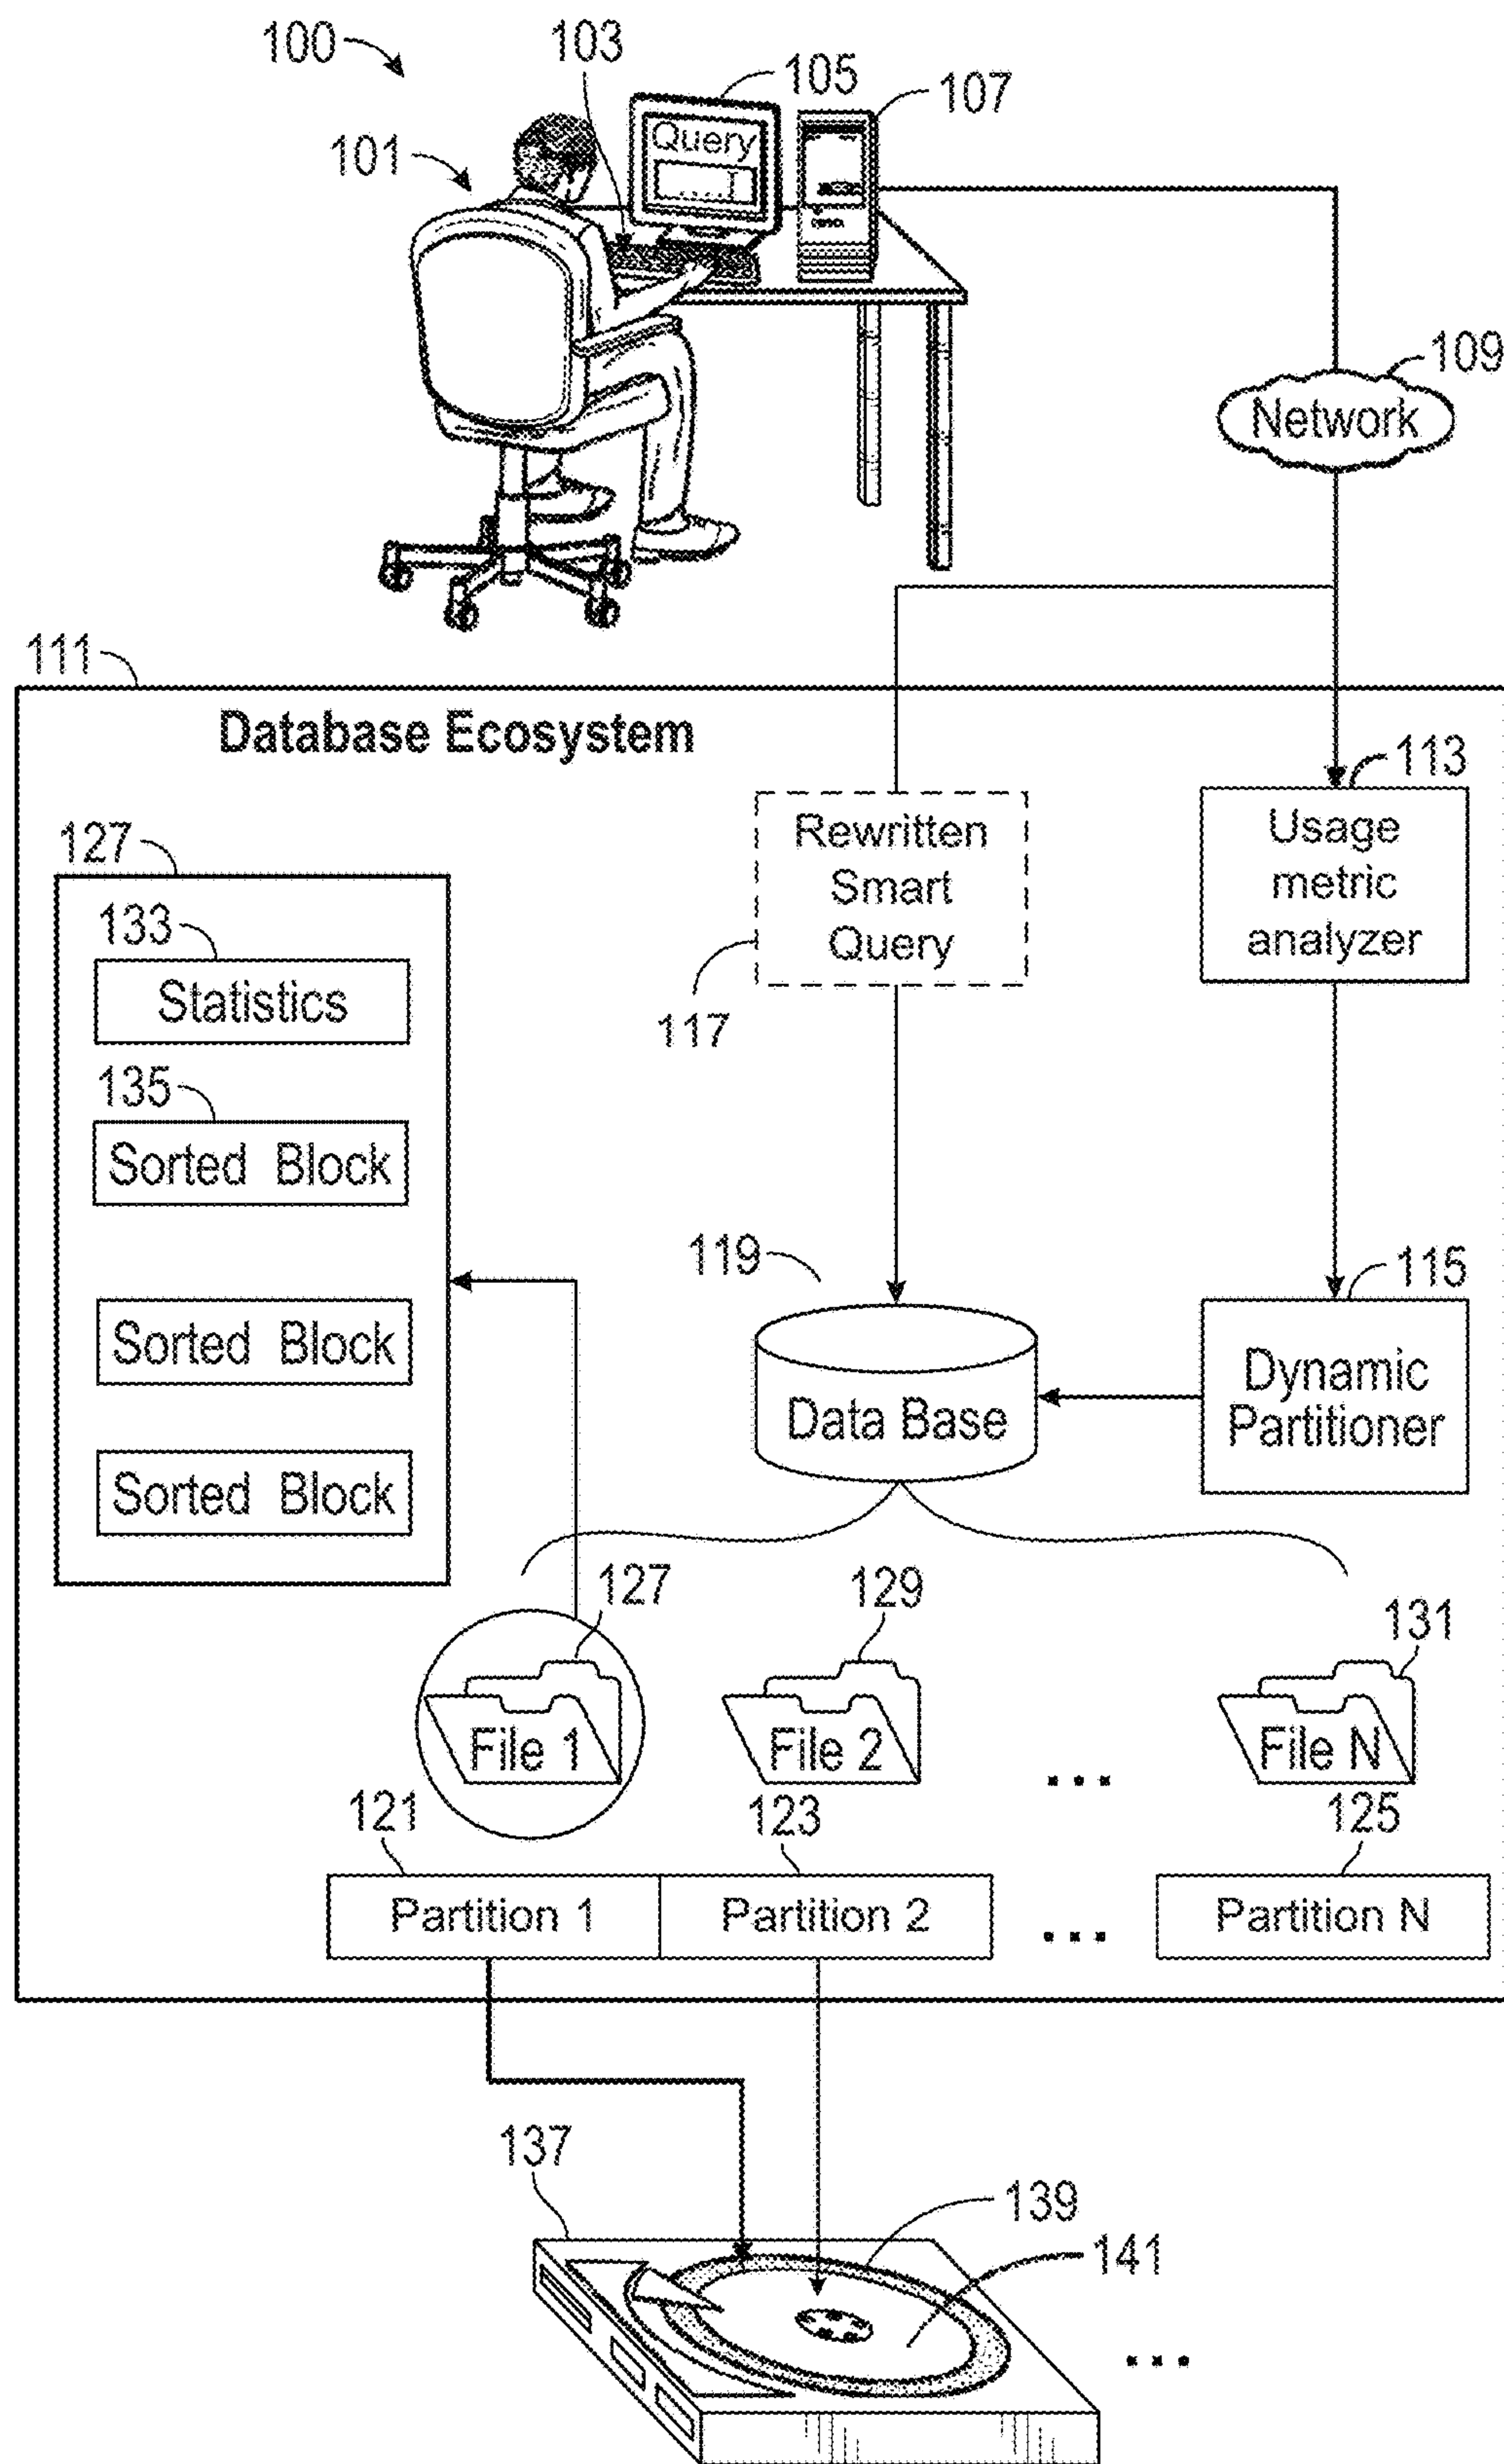 100
103
105
107
101
Query
109
Network
111
Database Ecosystem
113
Rewritten
Smart
Query
Usage
metric
analyzer
127
133
Statistics
117
135
Sorted Block
119
115
Sorted Block
Data Base
Dynamic
Partitioner
Sorted Block
127
129
131
File 1
File 2
...
File N
121
123
125
Partition 1
Partition 2
...
Partition N
137
139
141
...